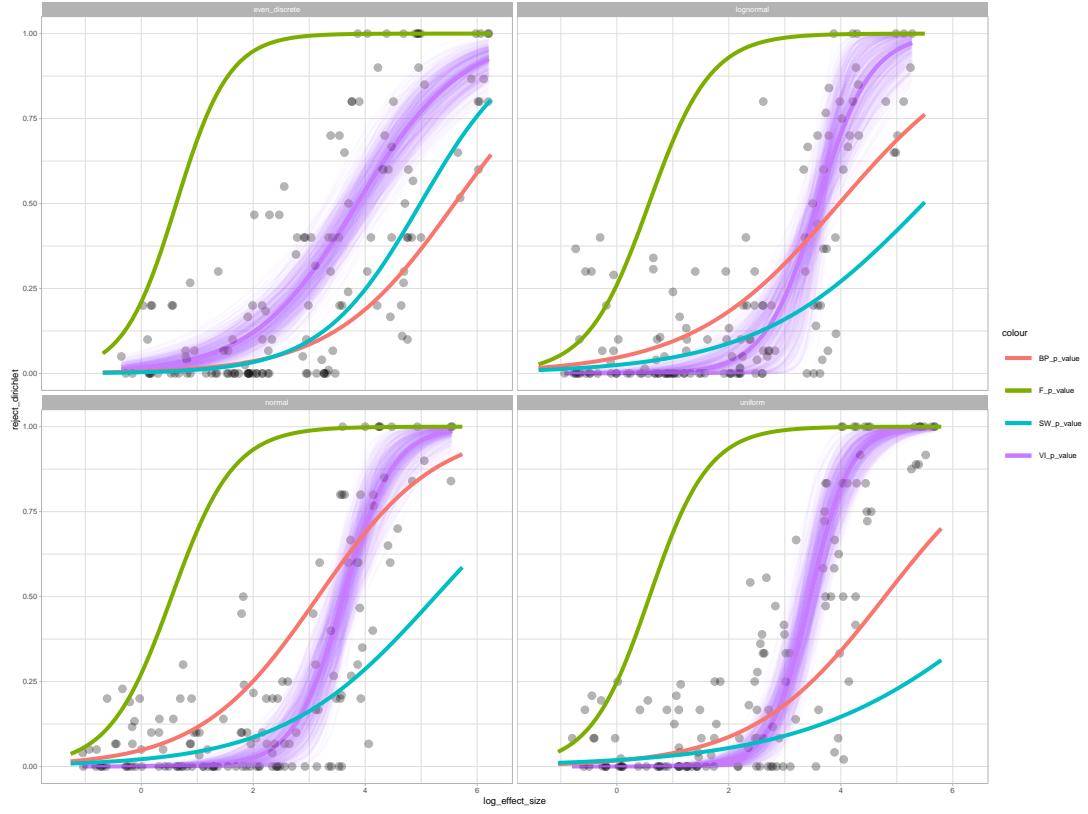 even_discrete
lognormal
1.00
0.75
0.50
0.25
0.00
normal
uniform
1.00
0.75
0.50
0.25
0.00
0
2
4
6
0
2
4
6
reject_dirichlet
log_effect_size
colour
BP_p_value
F_p_value
SW_p_value
VI_p_value